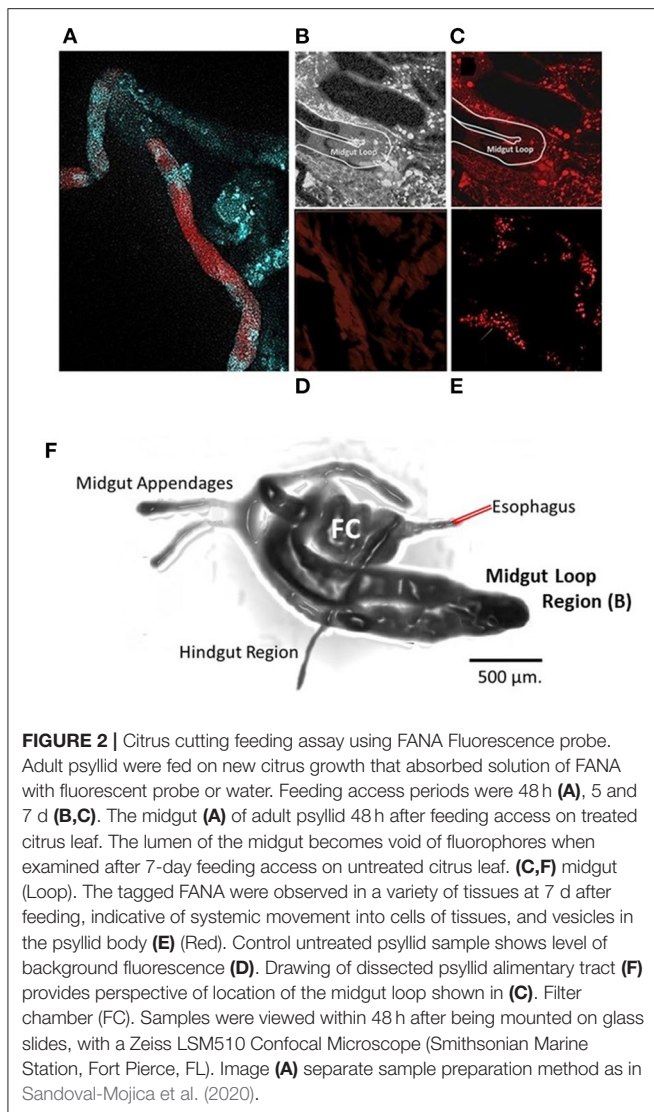 A
B
C
Midgut Loop
Midgut Loop
D
E
F
Midgut Appendages
FC
Esophagus
Midgut Loop
Region (B)
Hindgut Region
500 µm.
FIGURE 2 | Citrus cutting feeding assay using FANA Fluorescence probe.
Adult psyllid were fed on new citrus growth that absorbed solution of FANA
with fluorescent probe or water. Feeding access periods were 48 h (A), 5 and
7 d (B,C). The midgut (A) of adult psyllid 48 h after feeding access on treated
citrus leaf. The lumen of the midgut becomes void of fluorophores when
examined after 7-day feeding access on untreated citrus leaf. (C,F) midgut
(Loop). The tagged FANA were observed in a variety of tissues at 7 d after
feeding, indicative of systemic movement into cells of tissues, and vesicles in
the psyllid body (E) (Red). Control untreated psyllid sample shows level of
background fluorescence (D). Drawing of dissected psyllid alimentary tract (F)
provides perspective of location of the midgut loop shown in (C). Filter
chamber (FC). Samples were viewed within 48 h after being mounted on glass
slides, with a Zeiss LSM510 Confocal Microscope (Smithsonian Marine
Station, Fort Pierce, FL). Image (A) separate sample preparation method as in
Sandoval-Mojica et al. (2020).